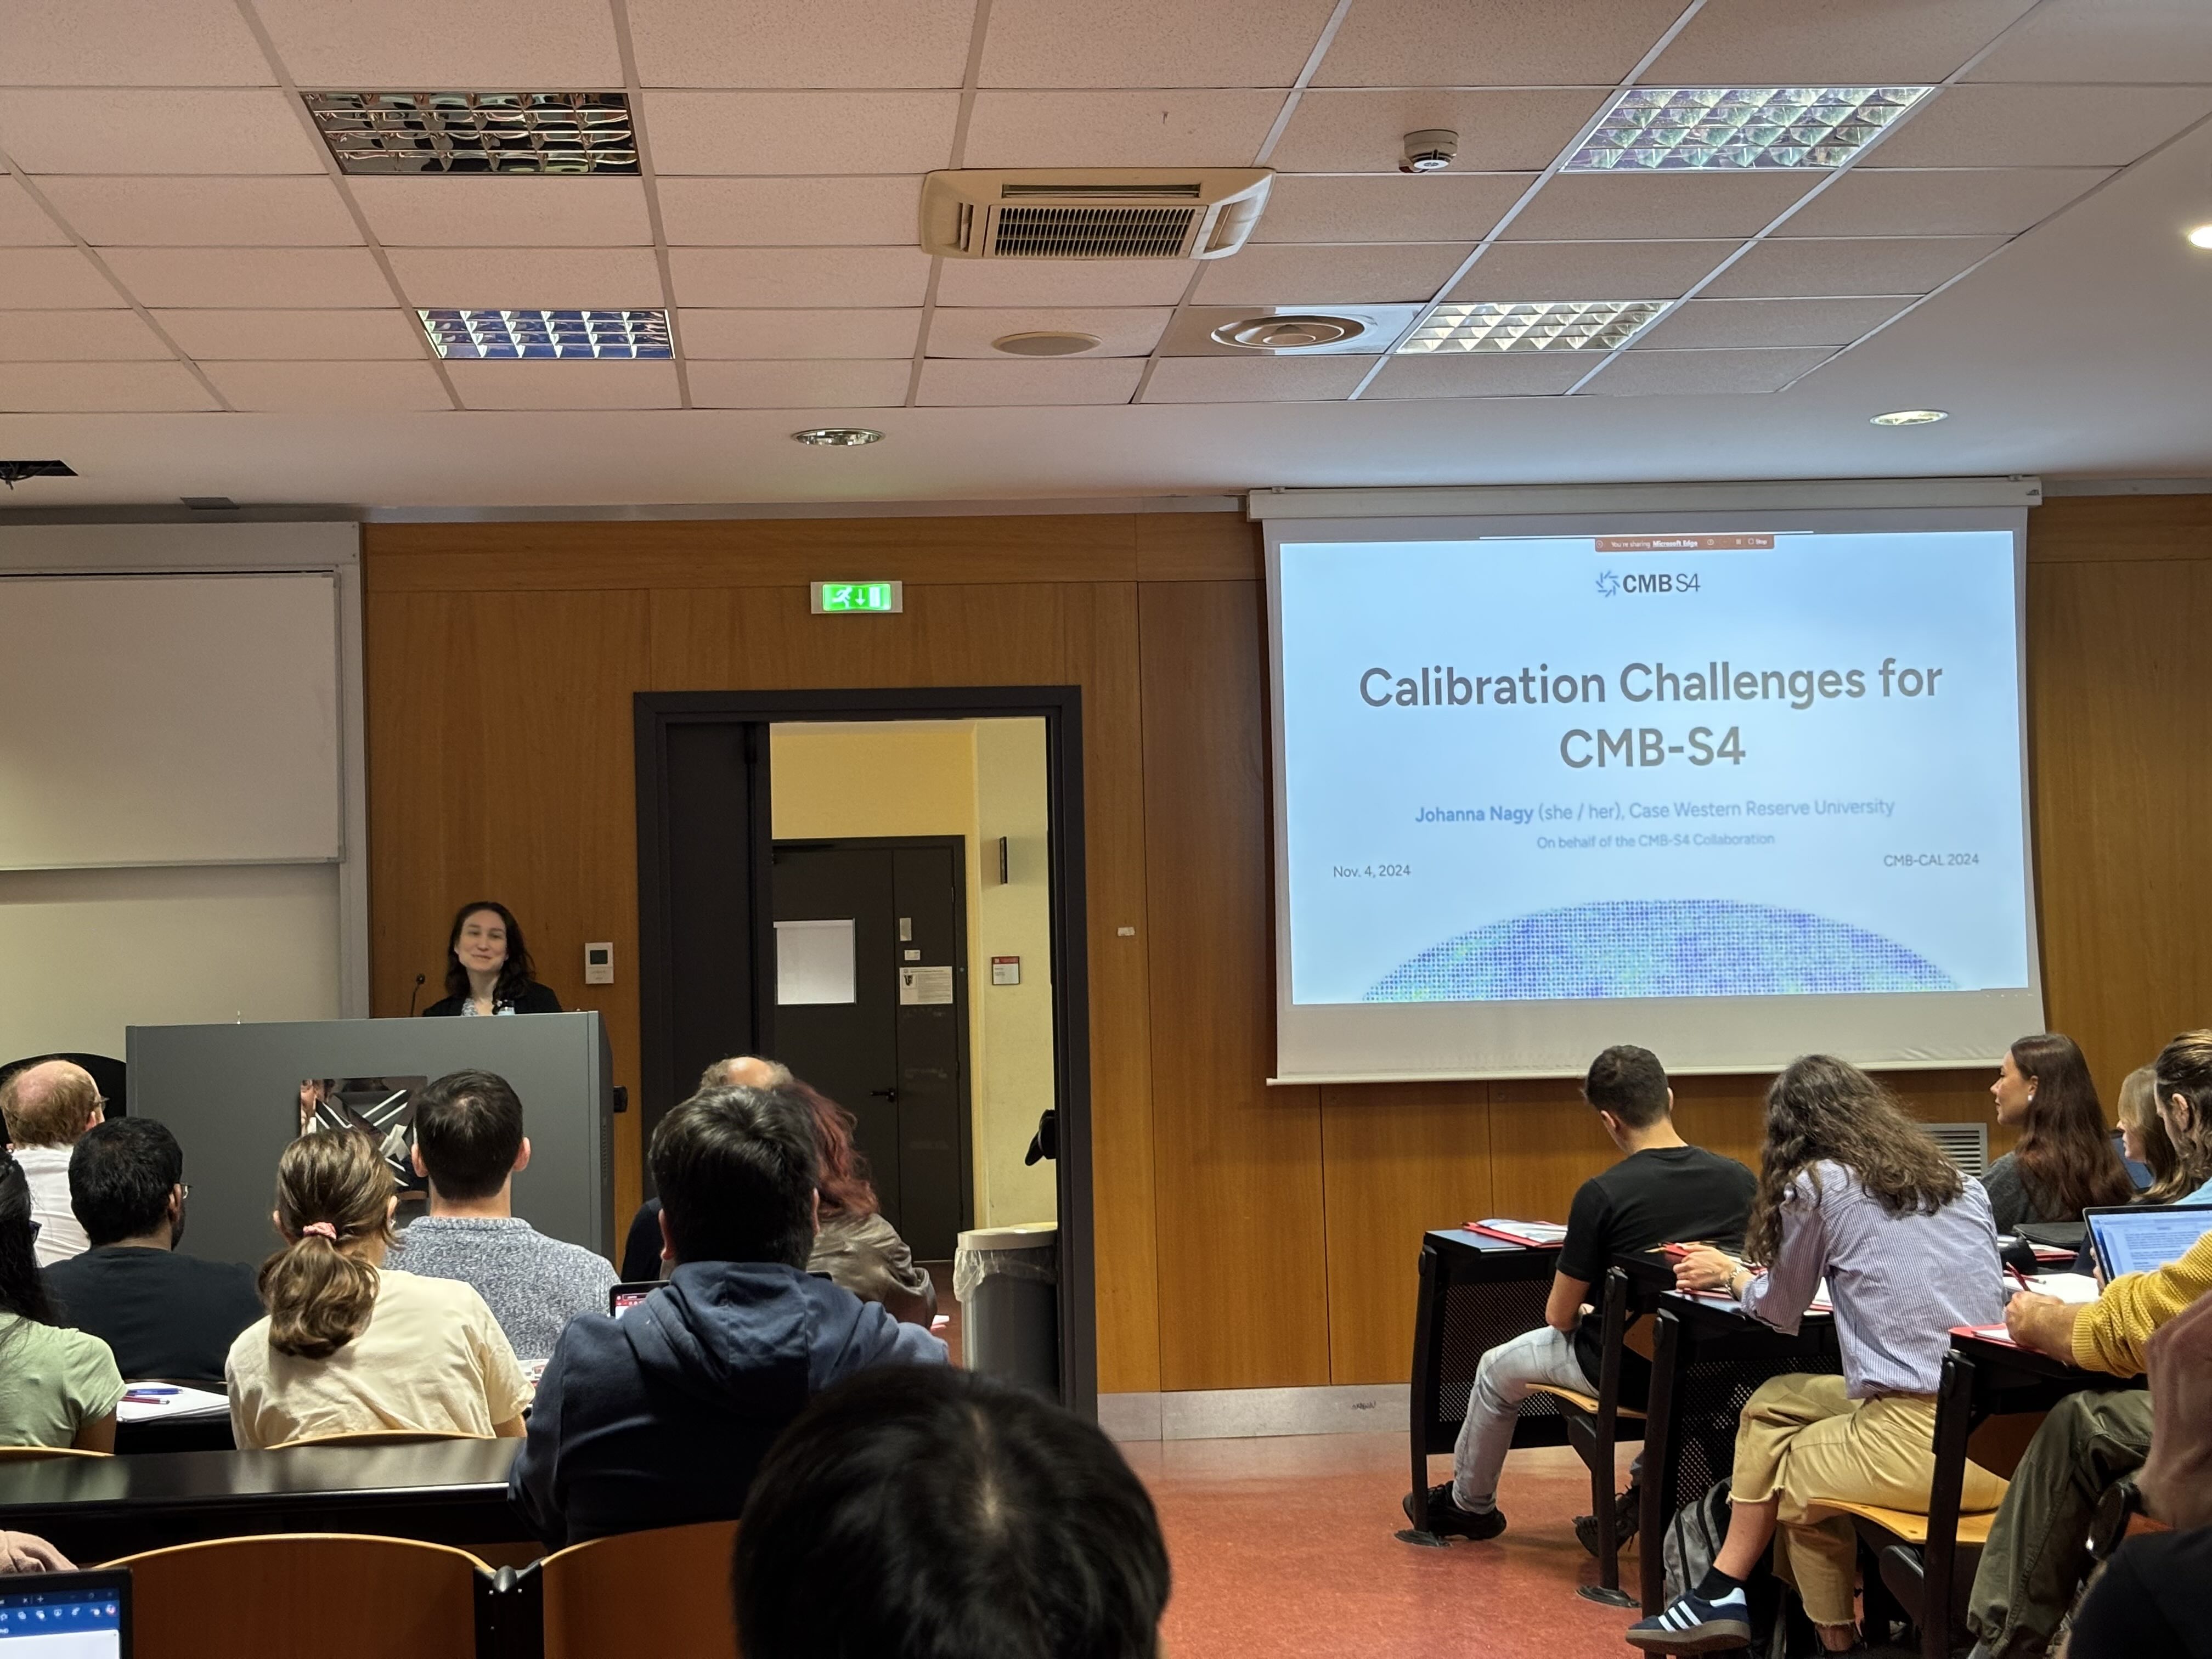 You're sharing Microsoft Edge Stop
CMB S4
Calibration Challenges for
CMB-S4
Johanna Nagy (she / her), Case Western Reserve University
On behalf of the CMB-S4 Collaboration
Nov. 4, 2024
CMB-CAL 2024